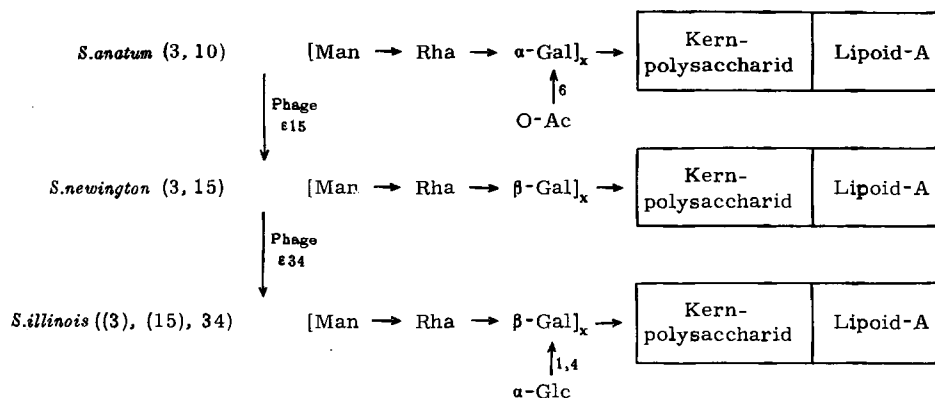 S.anatum (3, 10) [Man → Rha → α-Gal]ₓ → Kern-polysaccharid Lipoid-A
Phage ε15
6
O-Ac
S.newington (3, 15) [Man → Rha → β-Gal]ₓ → Kern-polysaccharid Lipoid-A
Phage ε34
S.illinois ((3), (15), 34) [Man → Rha → β-Gal]ₓ → Kern-polysaccharid Lipoid-A
1,4
α-Glc